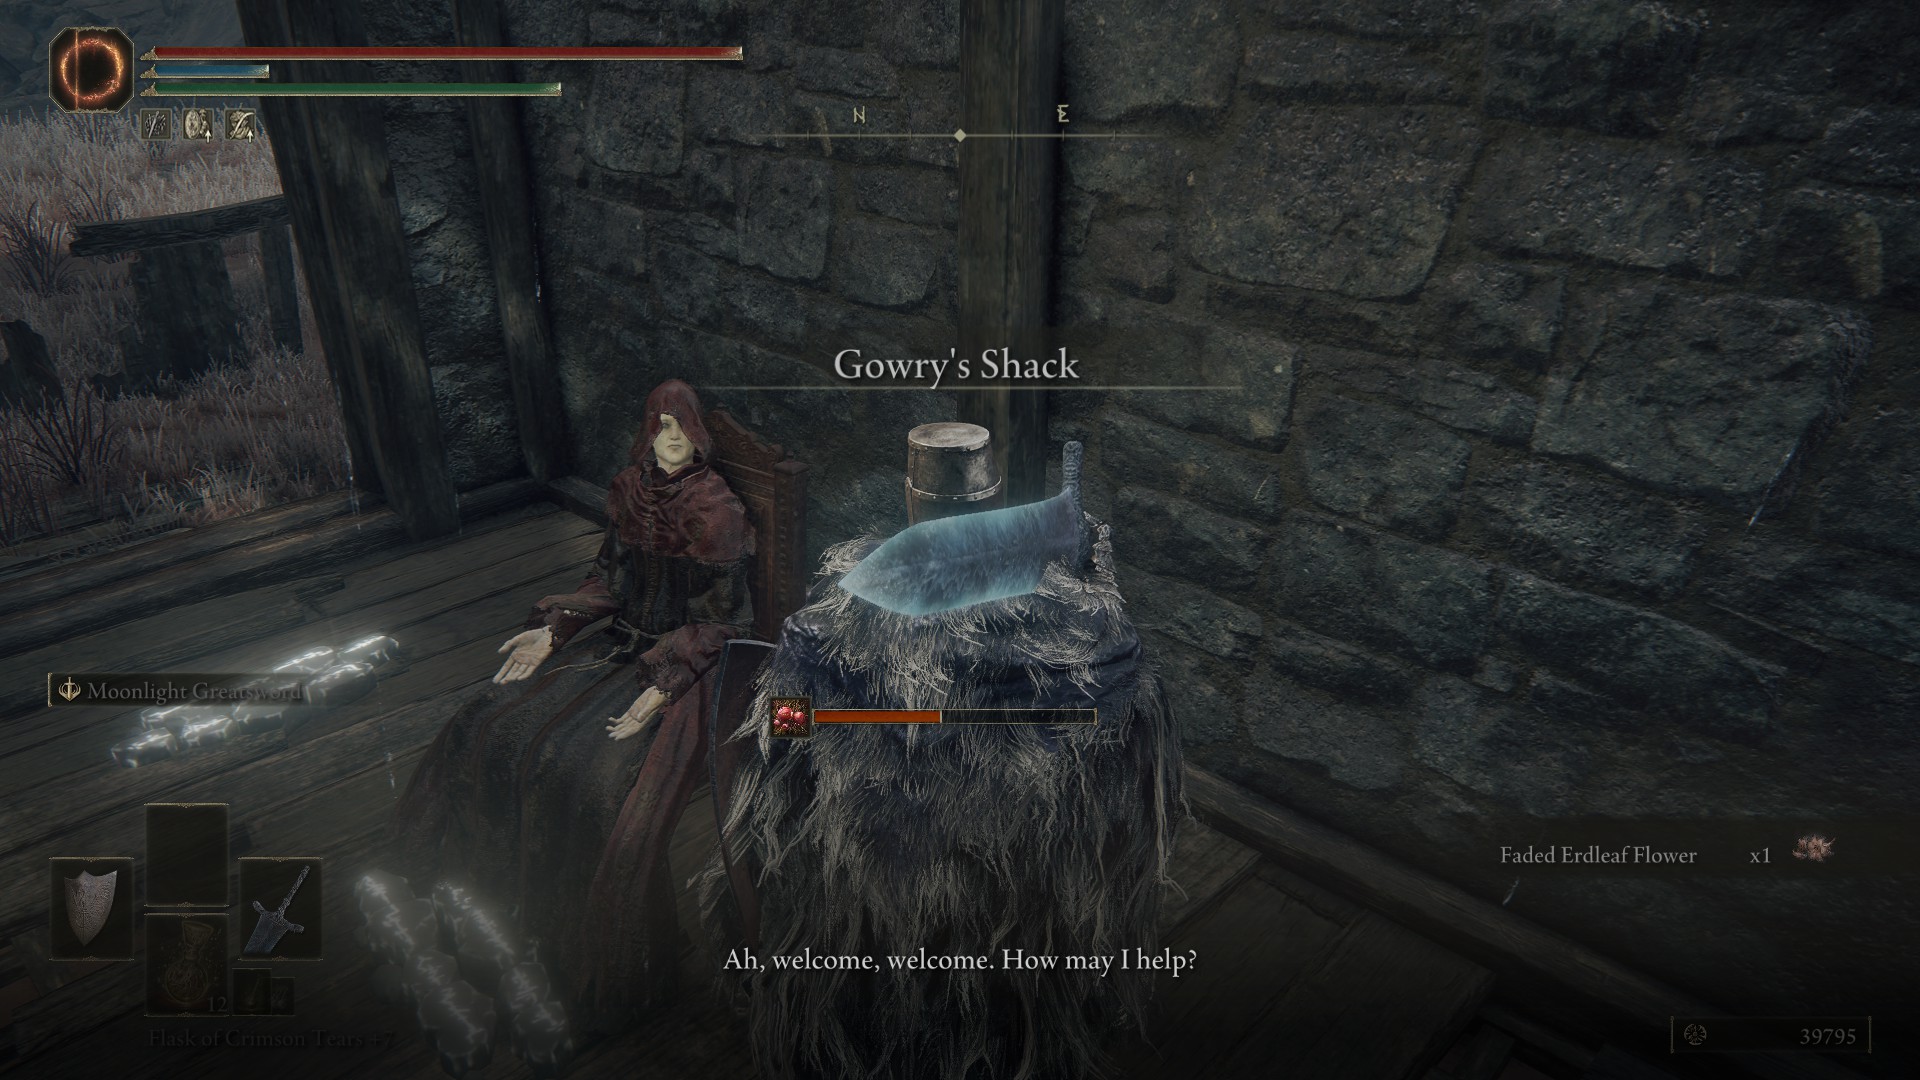 N
E
Gowry's Shack
Moonlight Greatsword
Faded Erdleaf Flower x1
Ah, welcome, welcome. How may I help?
12
Flask of Crimson Tears +7
39795